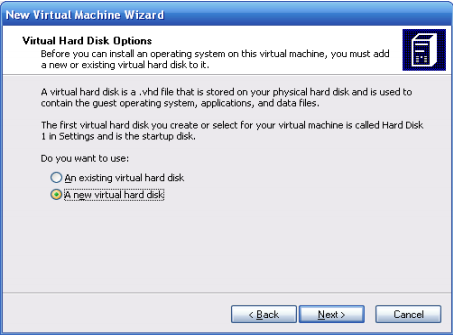 New Virtual Machine Wizard
Virtual Hard Disk Options
Before you can install an operating system on this virtual machine, you must add
a new or existing virtual hard disk to it.
A virtual hard disk is a .vhd file that is stored on your physical hard disk and is used to
contain the guest operating system, applications, and data files.
The first virtual hard disk you create or select for your virtual machine is called Hard Disk
1 in Settings and is the startup disk.
Do you want to use:
An existing virtual hard disk
A new virtual hard disk
< Back Next > Cancel